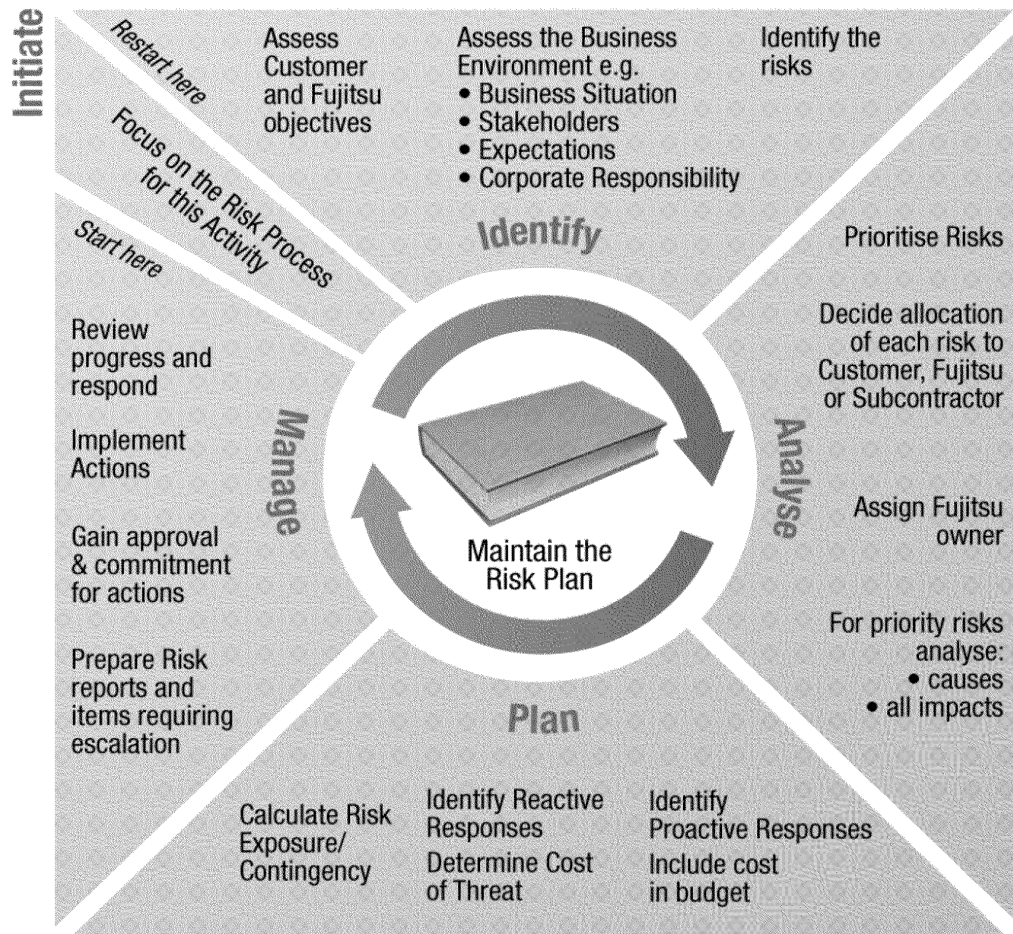 Initiate
Restart here
Focus on the Risk Process
for this Activity
Start here
Assess
Customer
and Fujitsu
objectives
Assess the Business
Environment e.g.
• Business Situation
• Stakeholders
• Expectations
• Corporate Responsibility
Identify the
risks
Identify
Prioritise Risks
Decide allocation
of each risk to
Customer, Fujitsu
or Subcontractor
Assign Fujitsu
owner
For priority risks
analyse:
• causes
• all impacts
Analyse
Plan
Identify
Proactive Responses
Include cost
in budget
Identify Reactive
Responses
Determine Cost
of Threat
Calculate Risk
Exposure/
Contingency
Manage
Prepare Risk
reports and
items requiring
escalation
Gain approval
& commitment
for actions
Implement
Actions
Review
progress and
respond
Maintain the
Risk Plan